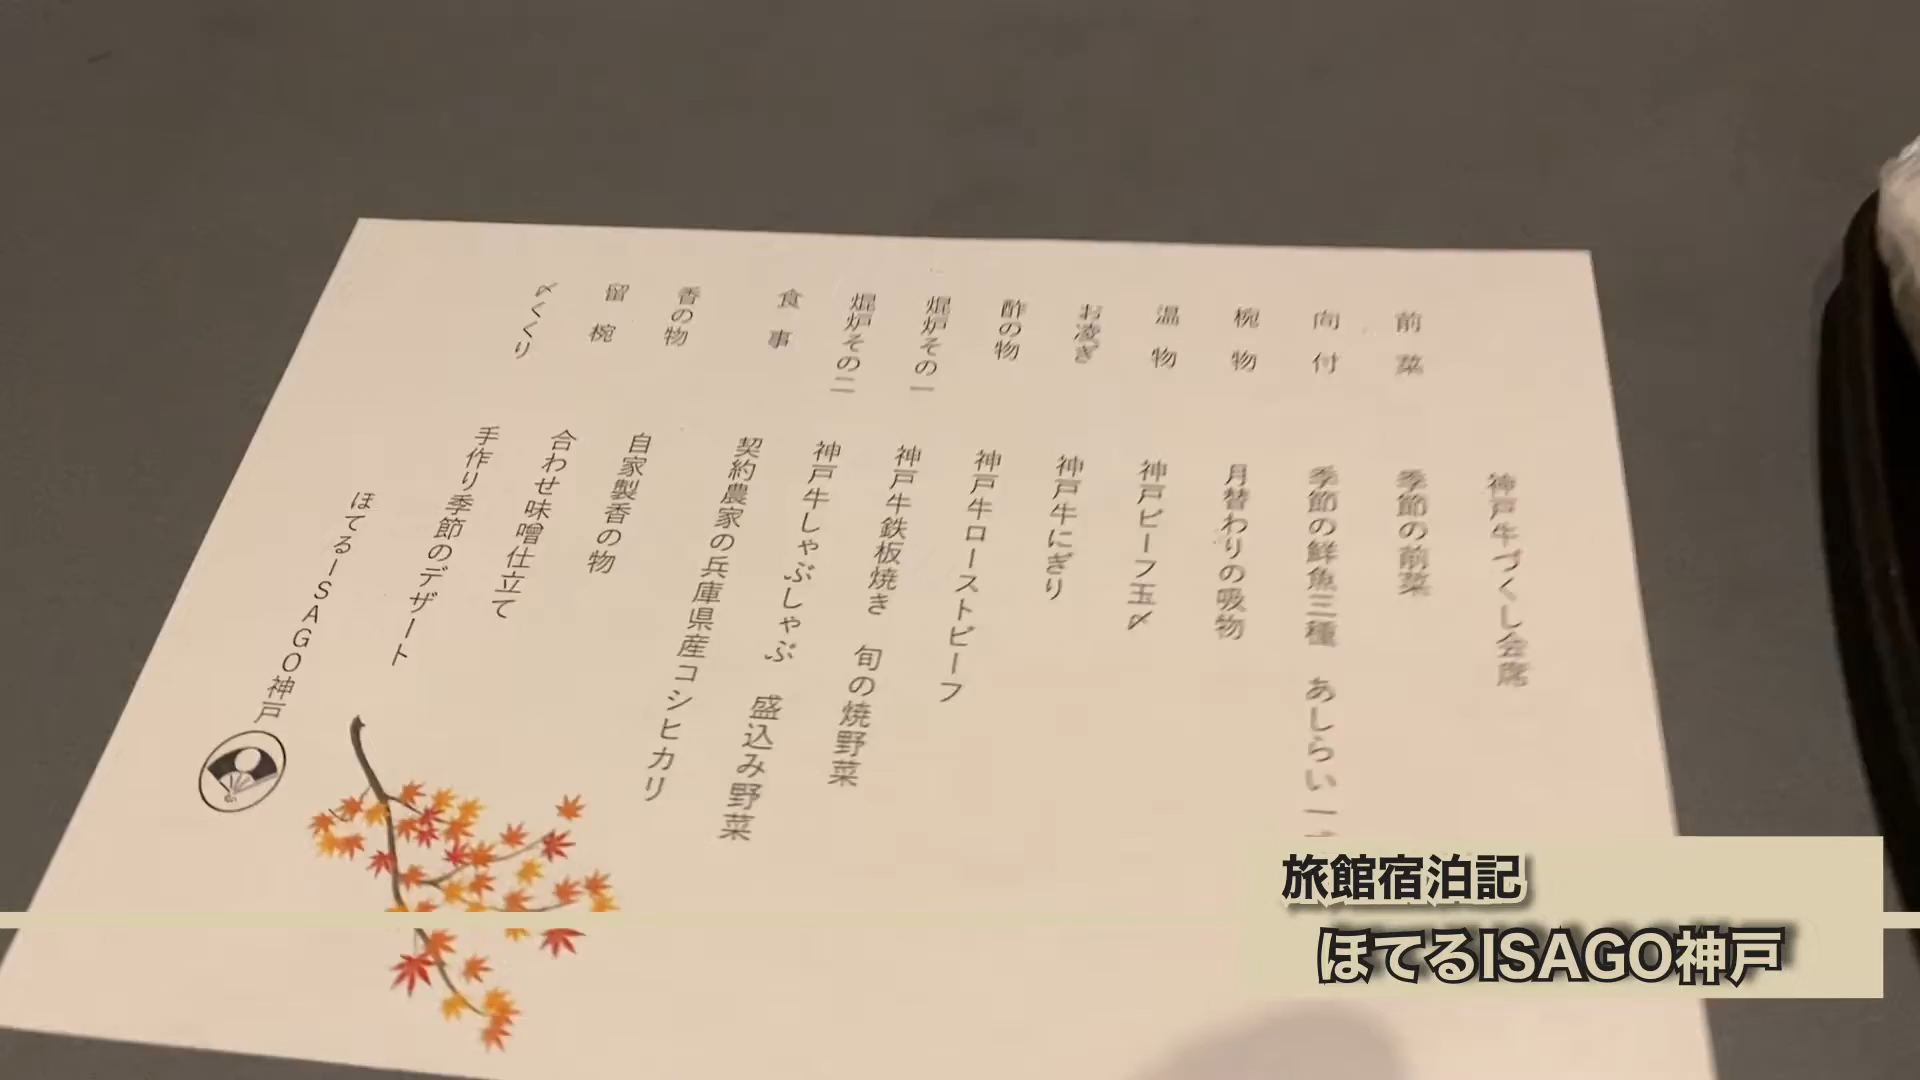 神戸牛づくし会席
前菜 季節の前菜
向付 季節の鮮魚三種 あしらい一
椀物 月替わりの吸物
温物 神戸ビーフ玉〆
お凌ぎ 神戸牛にぎり
酢の物 神戸牛ローストビーフ
焜炉その一 神戸牛鉄板焼き 旬の焼野菜
焜炉その二 神戸牛しゃぶしゃぶ 盛込み野菜
食事 契約農家の兵庫県産コシヒカリ
香の物 自家製香の物
留椀 合わせ味噌仕立て
〆くくり 手作り季節のデザート
ほてるISAGO神戸
旅館宿泊記
ほてるISAGO神戸